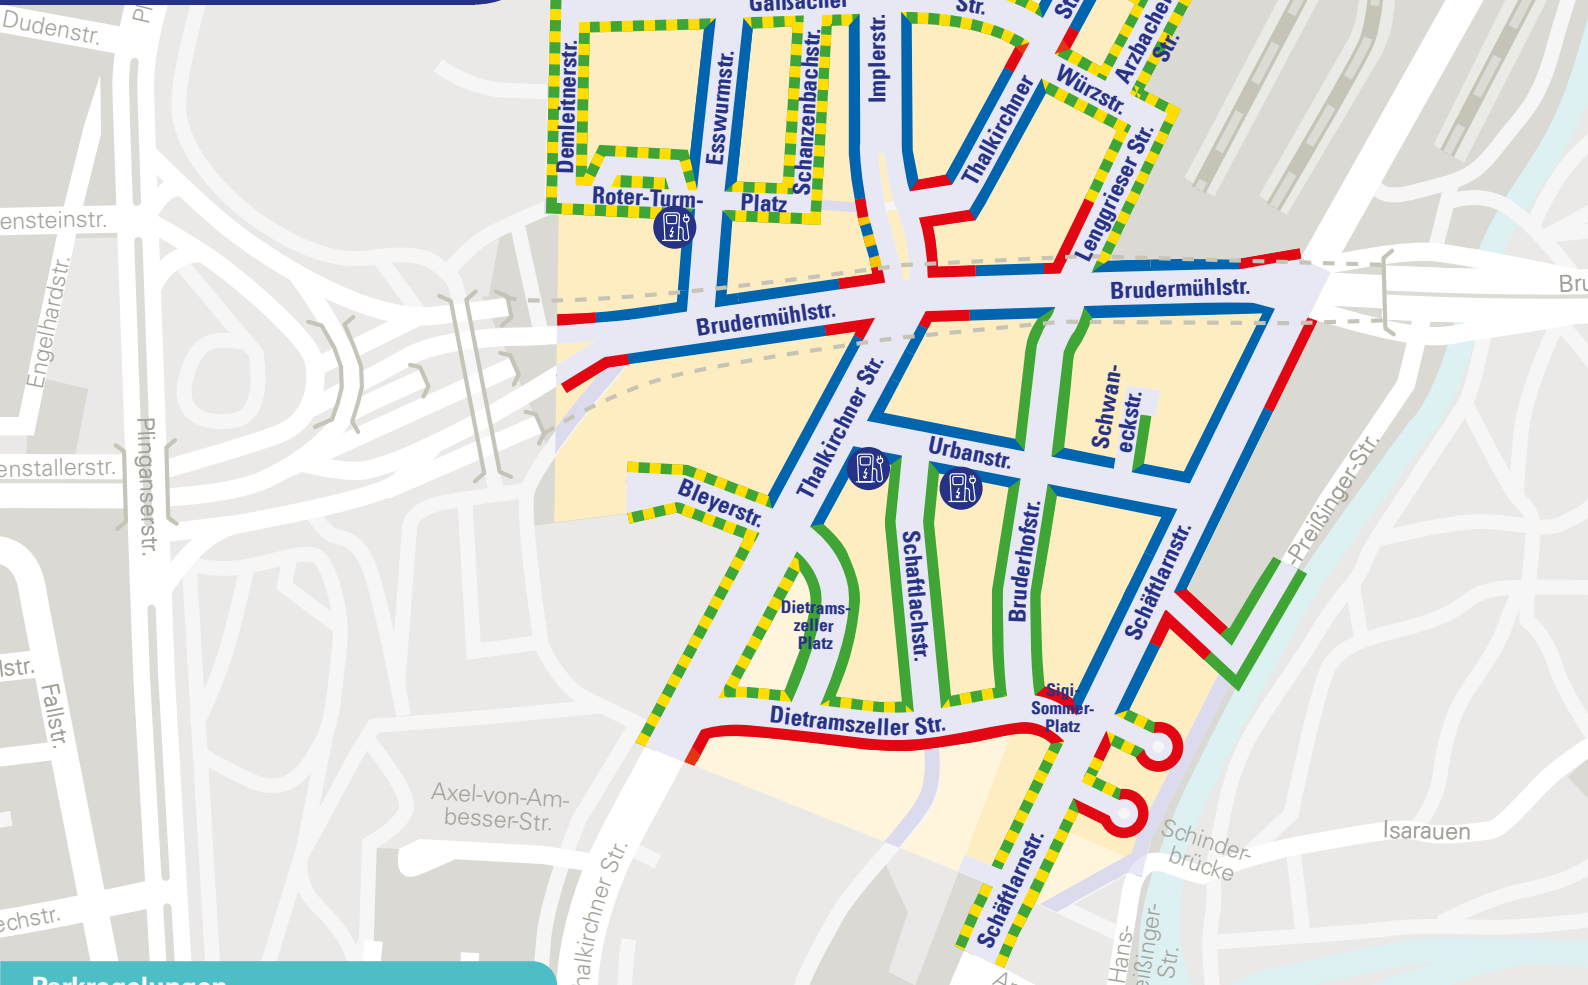 Dudenstr.
Gaißacher
Str.
Arzbacher
Str.
Demleitnerstr.
Esswurmstr.
Schanzenbachstr.
Implerstr.
Thalkirchner
Würzstr.
Lenggrieser Str.
Roter-Turm-
Platz
ensteinstr.
Engelhardstr.
Brudermühlstr.
Brudermühlstr.
Bru
Thalkirchner Str.
Schwan-
eckstr.
Urbanstr.
Plinganserstr.
enstallerstr.
Bleyerstr.
-Preißinger-Str.
Schaftlachstr.
Bruderhofstr.
Schäftlarnstr.
Dietrams-
zeller
Platz
lstr.
Fallstr.
Sigi-
Sommer-
Platz
Dietramszeller Str.
Axel-von-Am-
besser-Str.
Schinder-
brücke
Isarauen
Schäftlarnstr.
halkirchner Str.
echstr.
Hans-
eißinger-
Str.
Parkregelungen